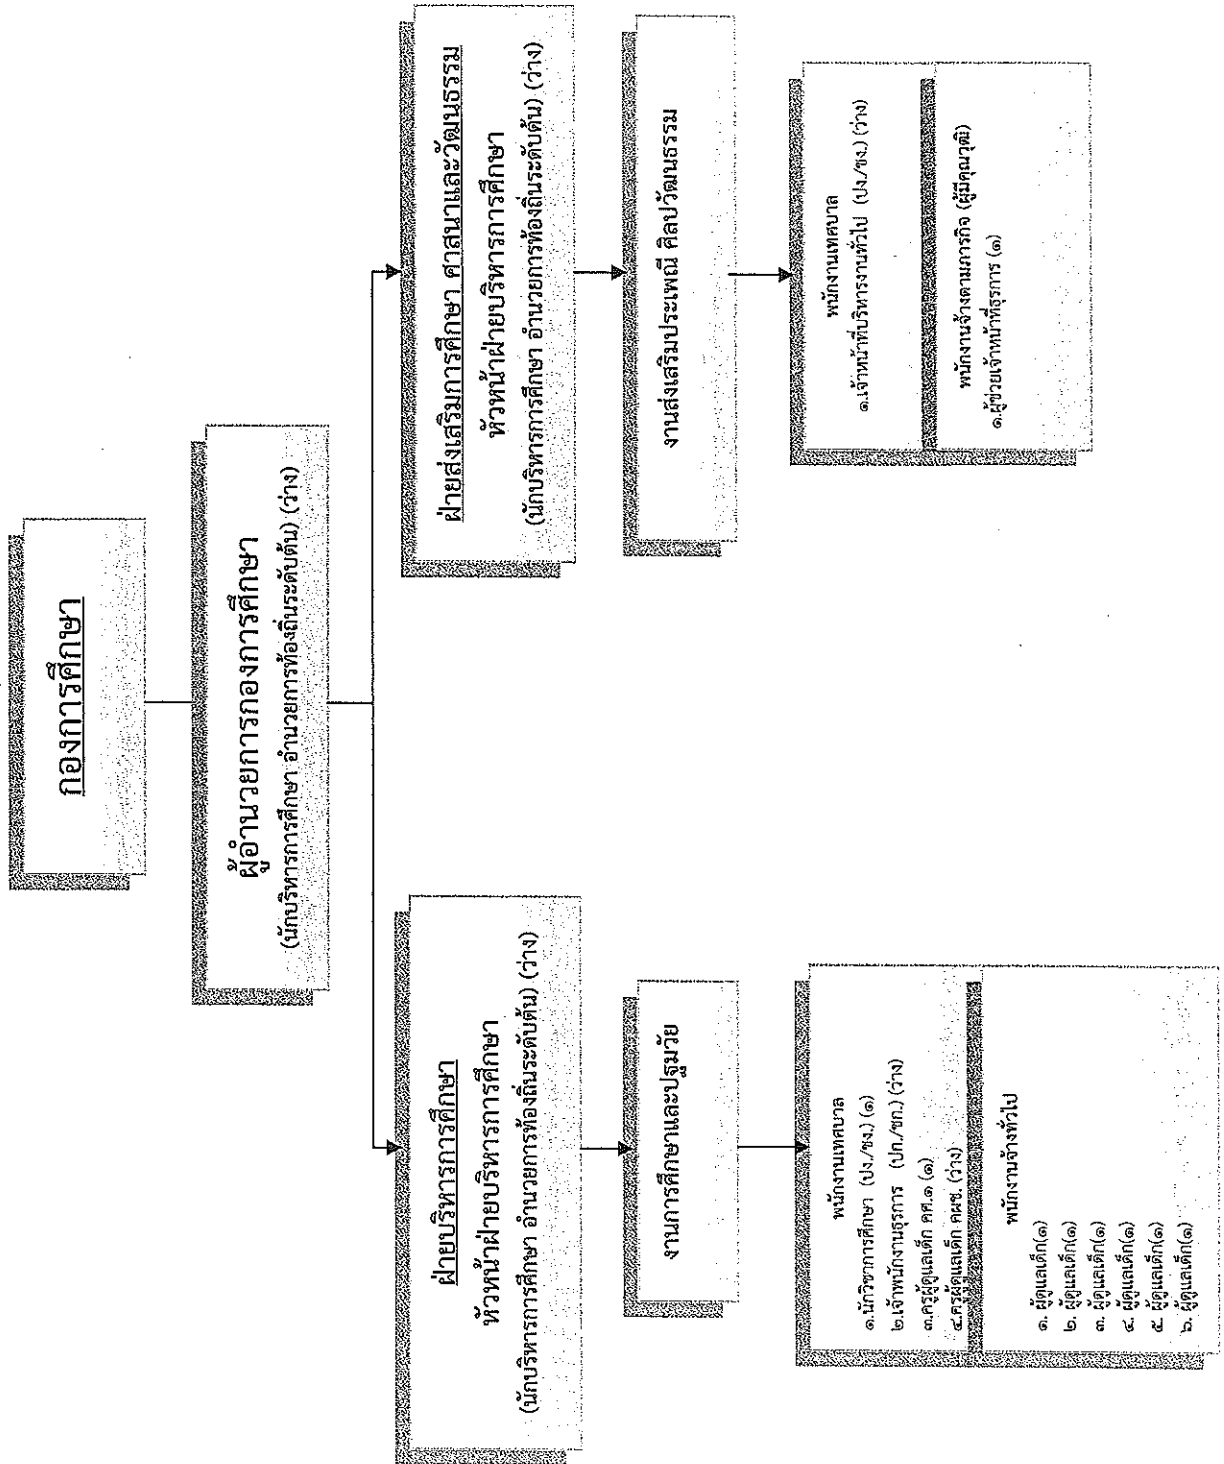 กองการศึกษา
ผู้อำนวยการกองการศึกษา
(นักบริหารการศึกษา อำนวยการท้องถิ่นระดับต้น) (ว่าง)
ฝ่ายบริหารการศึกษา
หัวหน้าฝ่ายบริหารการศึกษา
(นักบริหารการศึกษา อำนวยการท้องถิ่นระดับต้น) (ว่าง)
งานการศึกษาและปฐมวัย
พนักงานเทศบาล
๑.นักวิชาการศึกษา (ปง./ชง.) (๑)
๒.เจ้าพนักงานธุรการ (ปก./ชก.) (ว่าง)
๓.ครูผู้ดูแลเด็ก คศ.๑ (๑)
๔.ครูผู้ดูแลเด็ก คผช. (ว่าง)
พนักงานจ้างทั่วไป
๑. ผู้ดูแลเด็ก(๑)
๒. ผู้ดูแลเด็ก(๑)
๓. ผู้ดูแลเด็ก(๑)
๔. ผู้ดูแลเด็ก(๑)
๕. ผู้ดูแลเด็ก(๑)
๖. ผู้ดูแลเด็ก(๑)
ฝ่ายส่งเสริมการศึกษา ศาสนาและวัฒนธรรม
หัวหน้าฝ่ายบริหารการศึกษา
(นักบริหารการศึกษา อำนวยการท้องถิ่นระดับต้น) (ว่าง)
งานส่งเสริมประเพณี ศิลปวัฒนธรรม
พนักงานเทศบาล
๑.เจ้าหน้าที่บริหารงานทั่วไป (ปง./ชง.) (ว่าง)
พนักงานจ้างตามภารกิจ (ผู้มีคุณวุฒิ)
๑.ผู้ช่วยเจ้าหน้าที่ธุรการ (๑)